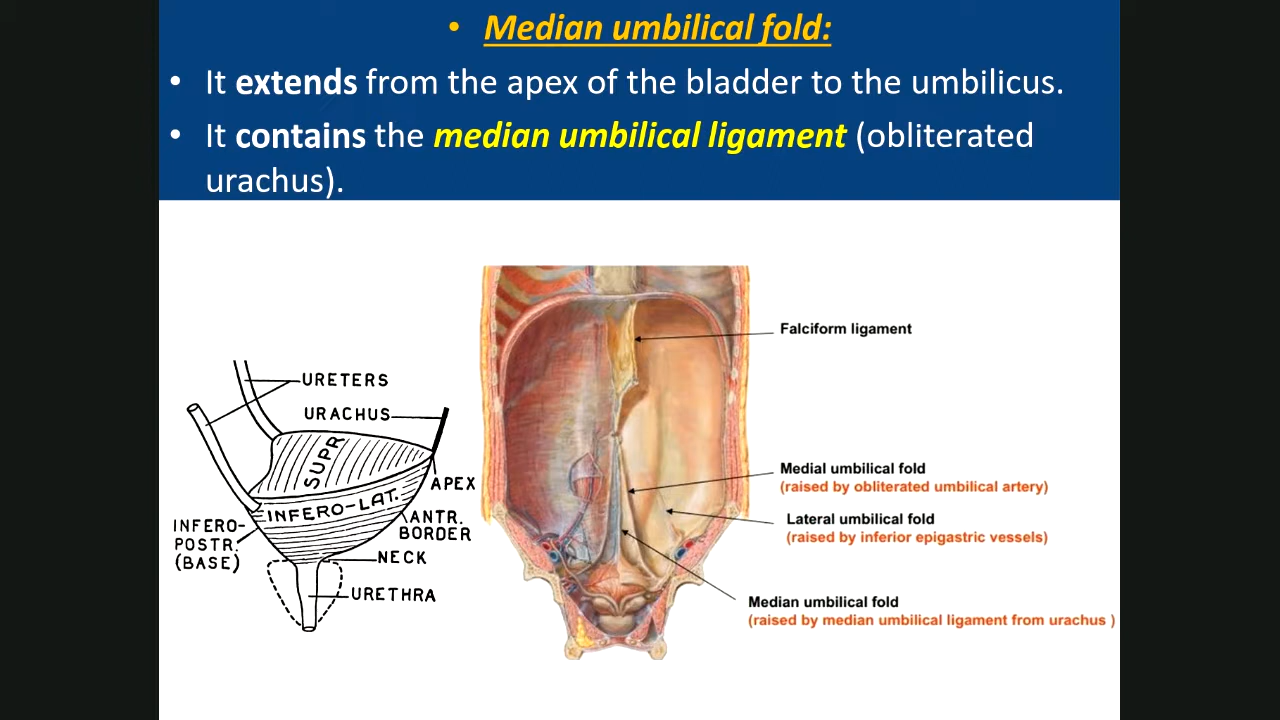 • Median umbilical fold:
• It extends from the apex of the bladder to the umbilicus.
• It contains the median umbilical ligament (obliterated
urachus).
URETERS
URACHUS
SUPR
APEX
INFERO-LAT.
ANTR.
BORDER
INFERO-
POSTR.
(BASE)
NECK
URETHRA
Falciform ligament
Medial umbilical fold
(raised by obliterated umbilical artery)
Lateral umbilical fold
(raised by inferior epigastric vessels)
Median umbilical fold
(raised by median umbilical ligament from urachus )